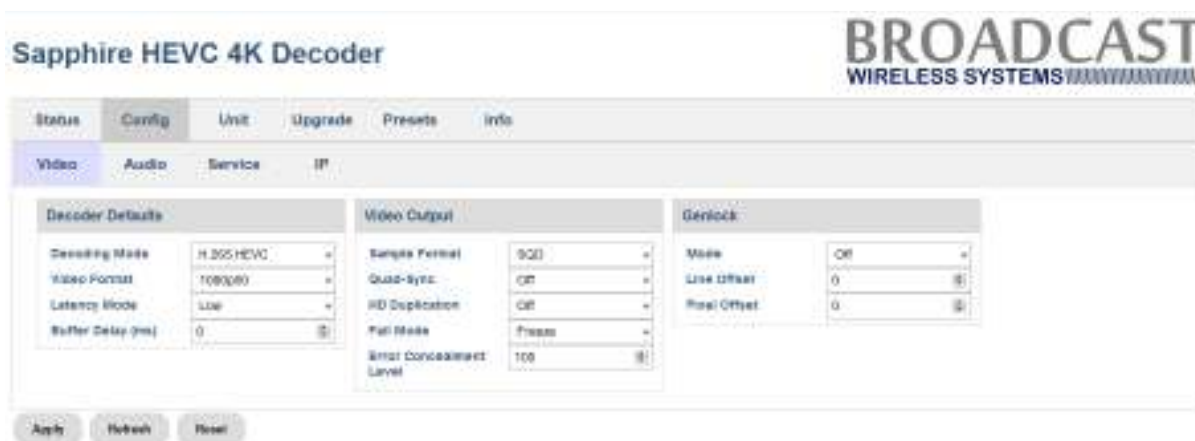 Sapphire HEVC 4K Decoder
BROADCAST
WIRELESS SYSTEMS
Status Config Unit Upgrade Presets Info
Video Audio Service IP
Decoder Defaults
Decoding Mode H.265 HEVC
Video Format
Latency Mode Low
Buffer Delay (ms) 0
Video Output
Sample Format SQD
Quad-Sync Off
HD Duplication Off
Fail Mode Freeze
Error Concealment Level 100
Genlock
Mode Off
Line Offset 0
Pixel Offset 0
Apply Refresh Reset